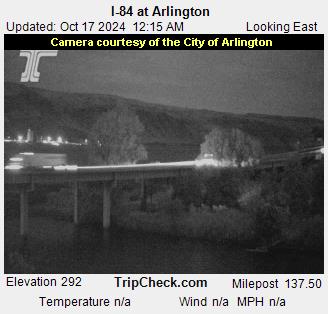 I-84 at Arlington
Updated: Oct 17 2024 12:15 AM Looking East
Camera courtesy of the City of Arlington
Elevation 292 TripCheck.com Milepost 137.50
Temperature n/a Wind n/a MPH n/a